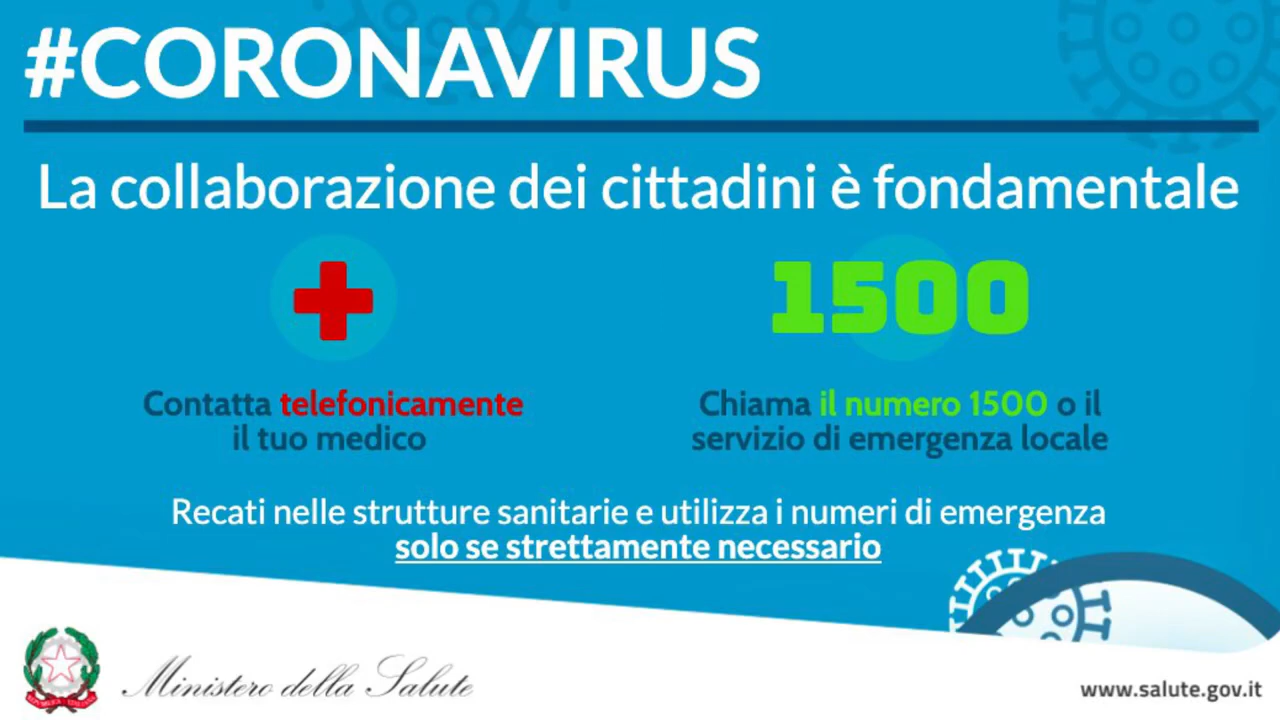 #CORONAVIRUS
La collaborazione dei cittadini è fondamentale
1500
Contatta telefonicamente
il tuo medico
Chiama il numero 1500 o il
servizio di emergenza locale
Recati nelle strutture sanitarie e utilizza i numeri di emergenza
solo se strettamente necessario
Ministero della Salute
www.salute.gov.it